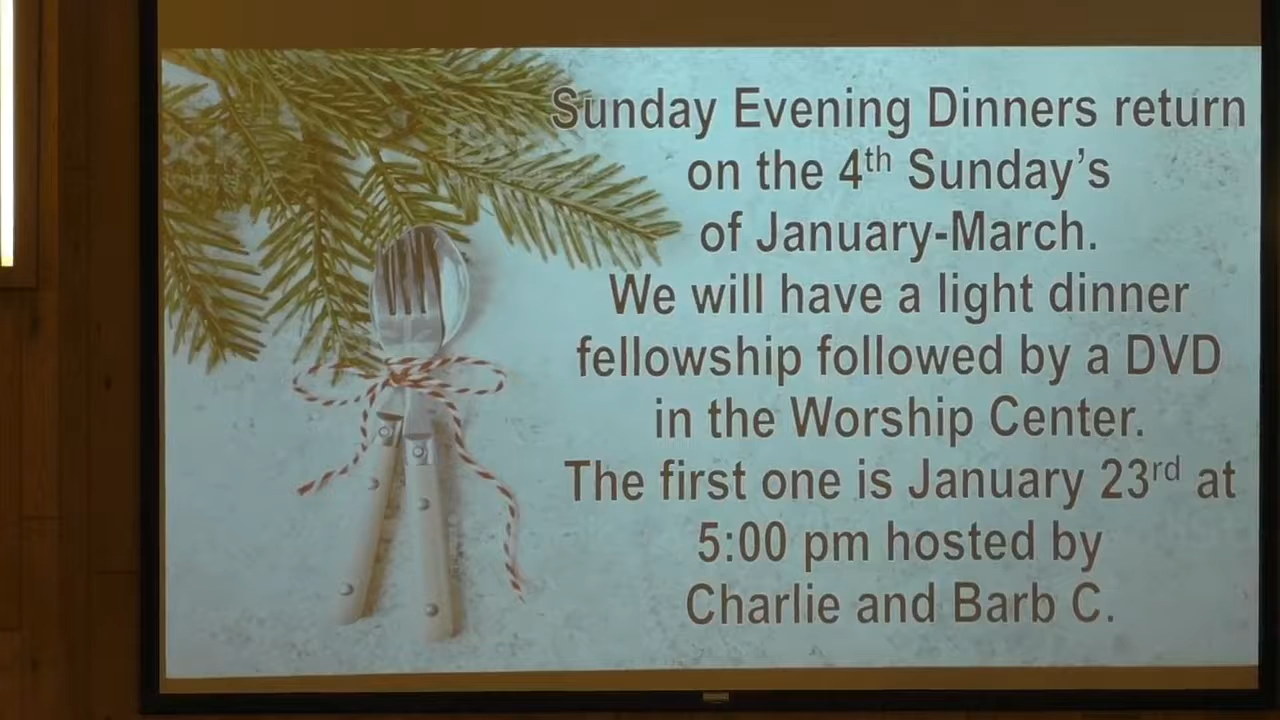 Sunday Evening Dinners return
on the 4th Sunday's
of January-March.
We will have a light dinner
fellowship followed by a DVD
in the Worship Center.
The first one is January 23rd at
5:00 pm hosted by
Charlie and Barb C.